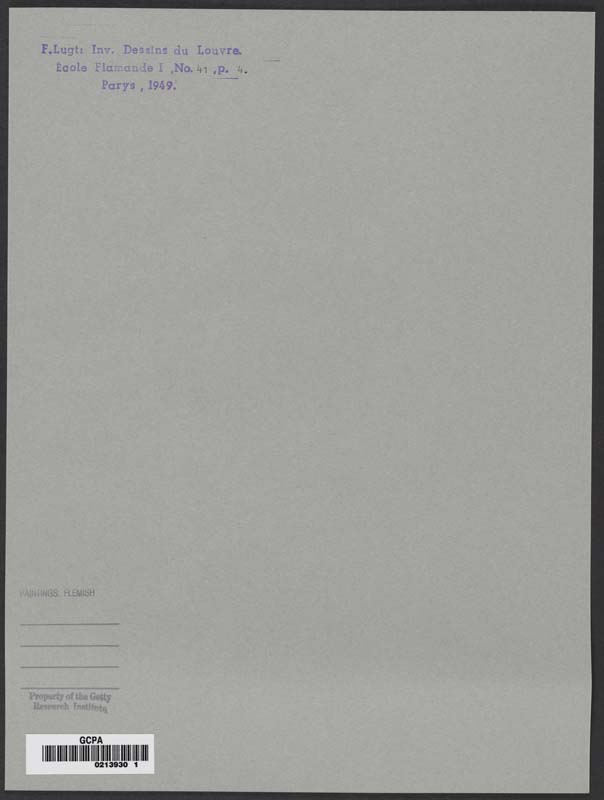 F.Lugt: Inv. Dessins du Louvre.
École Flamande I ,No. 41 ,p. 4.
Parys , 1949.
PAINTINGS, FLEMISH
Property of the Getty
Research Institute
GCPA
0213930 1